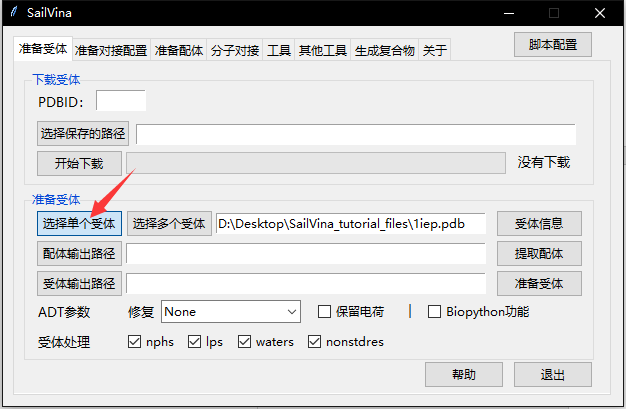 SailVina
准备受体 准备对接配置 准备配体 分子对接 工具 其他工具 生成复合物 关于 脚本配置
下载受体
PDBID:
选择保存的路径
开始下载 没有下载
准备受体
选择单个受体 选择多个受体 D:\Desktop\SailVina_tutorial_files\1iep.pdb 受体信息
配体输出路径 提取配体
受体输出路径 准备受体
ADT参数 修复 None 保留电荷 | Biopython功能
受体处理 nphs lps waters nonstdres
帮助 退出